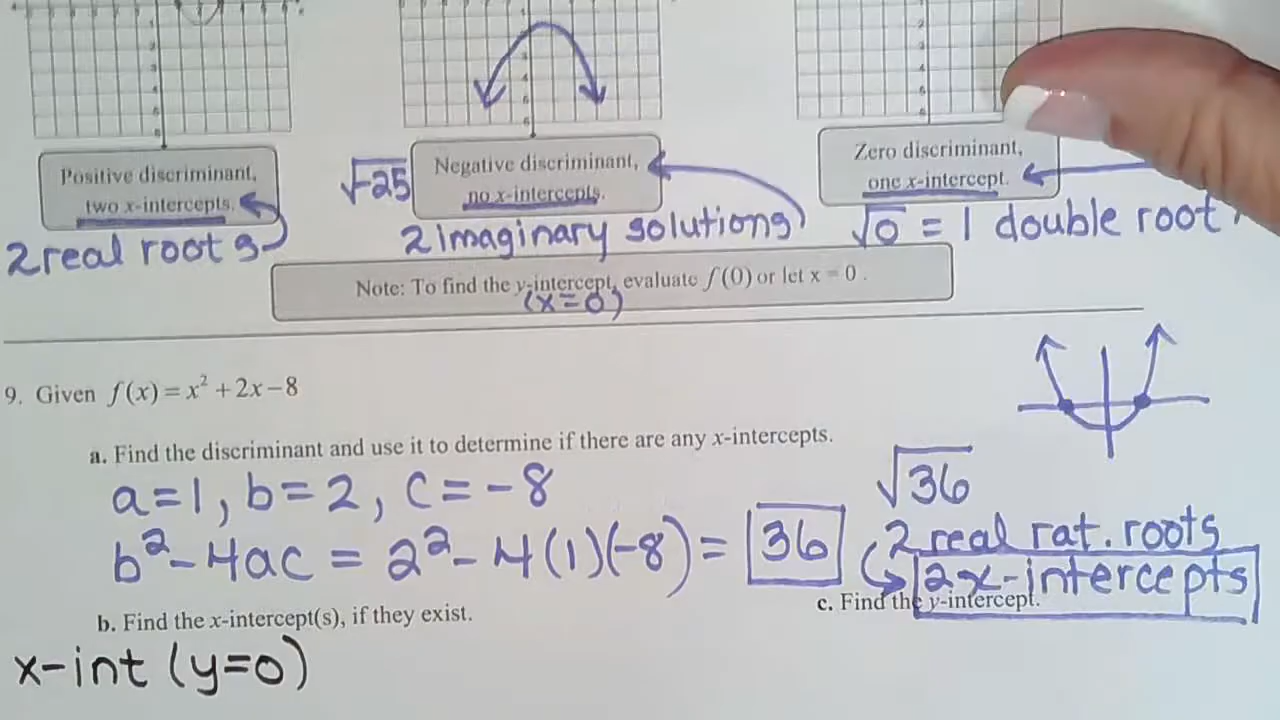 Positive discriminant,
two x-intercepts.
2 real roots
√-25
Negative discriminant,
no x-intercepts.
2 imaginary solutions
Zero discriminant,
one x-intercept.
√0 = 1 double root
Note: To find the y-intercept, evaluate f(0) or let x = 0.
(x=0)
9. Given f(x) = x² + 2x − 8
a. Find the discriminant and use it to determine if there are any x-intercepts.
a=1, b=2, c=-8
b²-4ac = 2²-4(1)(-8) = 36
√36
2 real rat. roots
2 x-intercepts
b. Find the x-intercept(s), if they exist.
c. Find the y-intercept.
x-int (y=0)